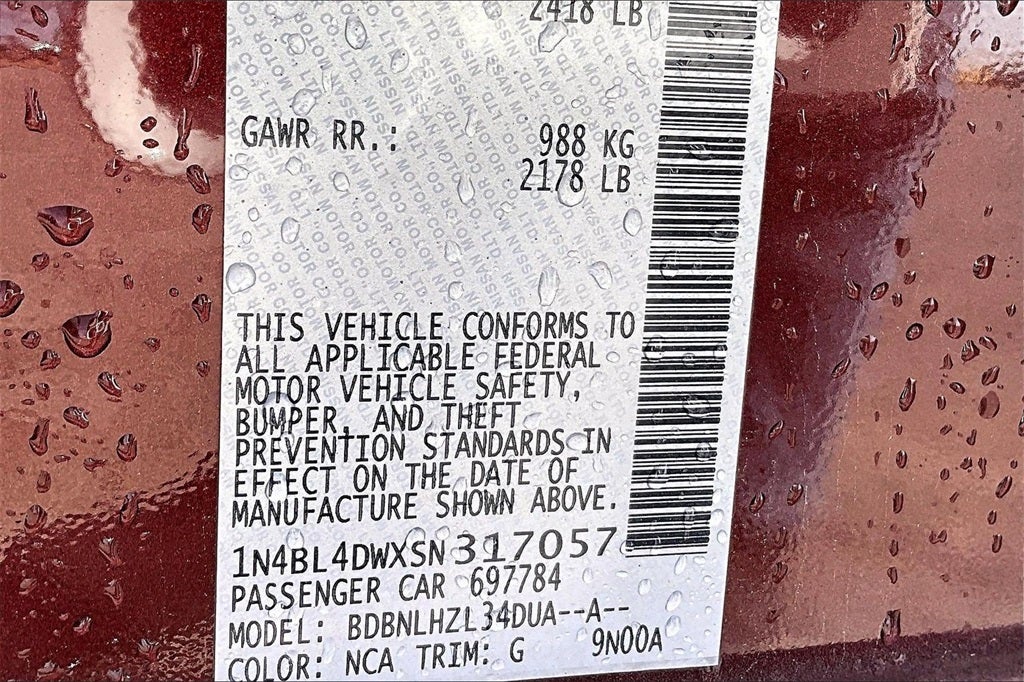 2418 LB
GAWR RR.: 988 KG
2178 LB
THIS VEHICLE CONFORMS TO
ALL APPLICABLE FEDERAL
MOTOR VEHICLE SAFETY,
BUMPER, AND THEFT
PREVENTION STANDARDS IN
EFFECT ON THE DATE OF
MANUFACTURE SHOWN ABOVE.
1N4BL4DWXSN317057
PASSENGER CAR 697784
MODEL: BDBNLHZL34DUA--A--
COLOR: NCA TRIM: G 9N00A